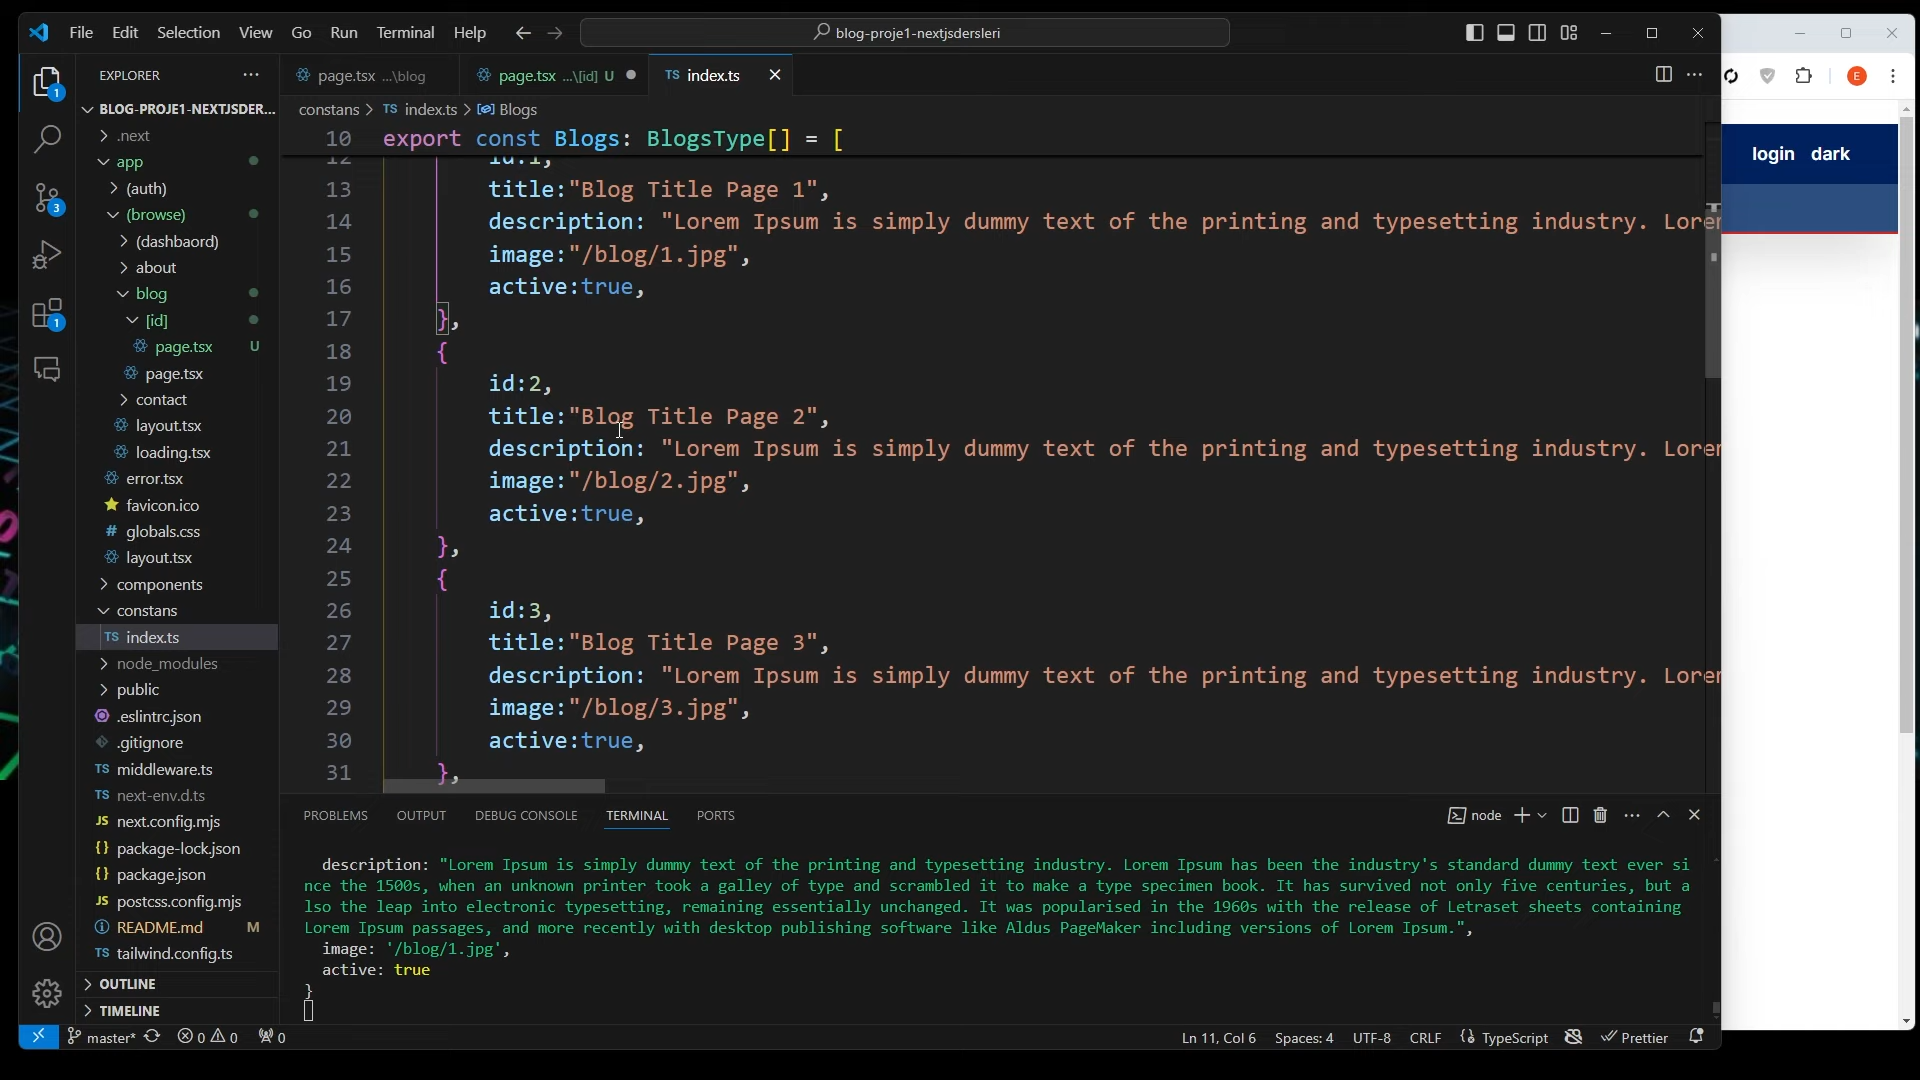 File Edit Selection View Go Run Terminal Help
blog-proje1-nextjsdersleri
EXPLORER
BLOG-PROJE1-NEXTJSDER...
.next
app
(auth)
(browse)
(dashbaord)
about
blog
[id]
page.tsx U
page.tsx
contact
layout.tsx
loading.tsx
error.tsx
favicon.ico
globals.css
layout.tsx
components
constans
TS index.ts
node_modules
public
.eslintrc.json
.gitignore
TS middleware.ts
TS next-env.d.ts
JS next.config.mjs
{} package-lock.json
{} package.json
JS postcss.config.mjs
README.md M
TS tailwind.config.ts
OUTLINE
TIMELINE
page.tsx ...\blog
page.tsx ...\[id] U
TS index.ts
constans > TS index.ts > Blogs
10 export const Blogs: BlogsType[] = [
12 id:1,
13 title:"Blog Title Page 1",
14 description: "Lorem Ipsum is simply dummy text of the printing and typesetting industry. Lorem
15 image:"/blog/1.jpg",
16 active:true,
17 },
18 {
19 id:2,
20 title:"Blog Title Page 2",
21 description: "Lorem Ipsum is simply dummy text of the printing and typesetting industry. Lorem
22 image:"/blog/2.jpg",
23 active:true,
24 },
25 {
26 id:3,
27 title:"Blog Title Page 3",
28 description: "Lorem Ipsum is simply dummy text of the printing and typesetting industry. Lorem
29 image:"/blog/3.jpg",
30 active:true,
31 },
PROBLEMS OUTPUT DEBUG CONSOLE TERMINAL PORTS
node
description: "Lorem Ipsum is simply dummy text of the printing and typesetting industry. Lorem Ipsum has been the industry's standard dummy text ever si
nce the 1500s, when an unknown printer took a galley of type and scrambled it to make a type specimen book. It has survived not only five centuries, but a
lso the leap into electronic typesetting, remaining essentially unchanged. It was popularised in the 1960s with the release of Letraset sheets containing
Lorem Ipsum passages, and more recently with desktop publishing software like Aldus PageMaker including versions of Lorem Ipsum.",
image: '/blog/1.jpg',
active: true
}
master* 0 0 0
Ln 11, Col 6 Spaces: 4 UTF-8 CRLF {} TypeScript Prettier
E
login dark
1
3
1